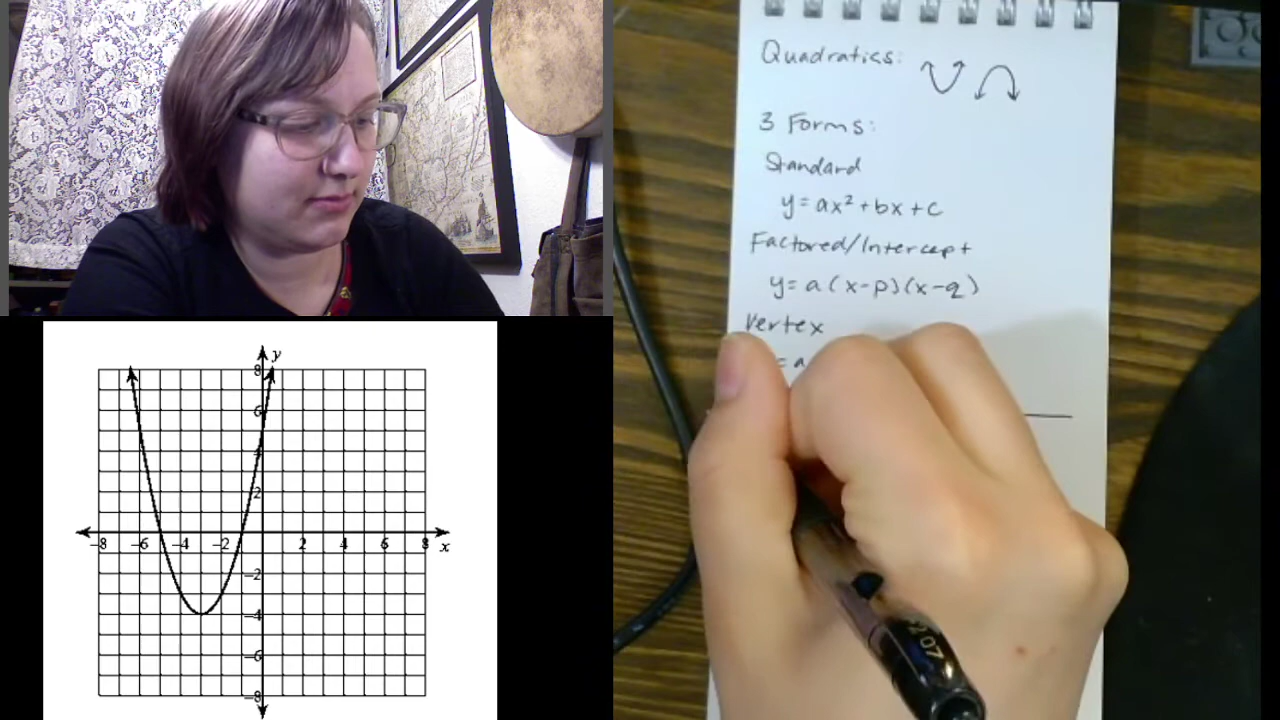 Quadratics:
3 Forms:
Standard
y=ax²+bx+c
Factored/Intercept
y=a(x-p)(x-q)
Vertex
= a
y
8
6
4
2
-8 -6 -4 -2 2 4 6 8 x
-2
-4
-6
-8
07